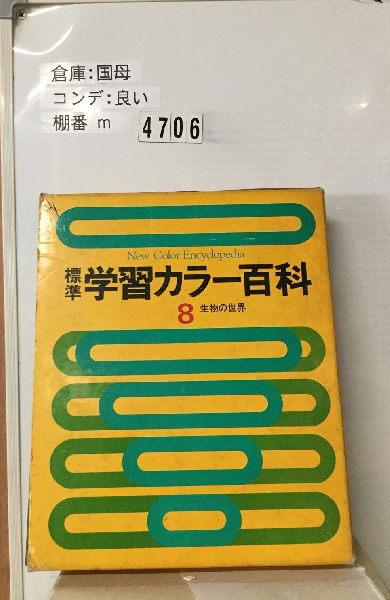 倉庫:国母
コンデ:良い
棚番 m 4706
New Color Encyclopedia
標準 学習カラー百科
8 生物の世界